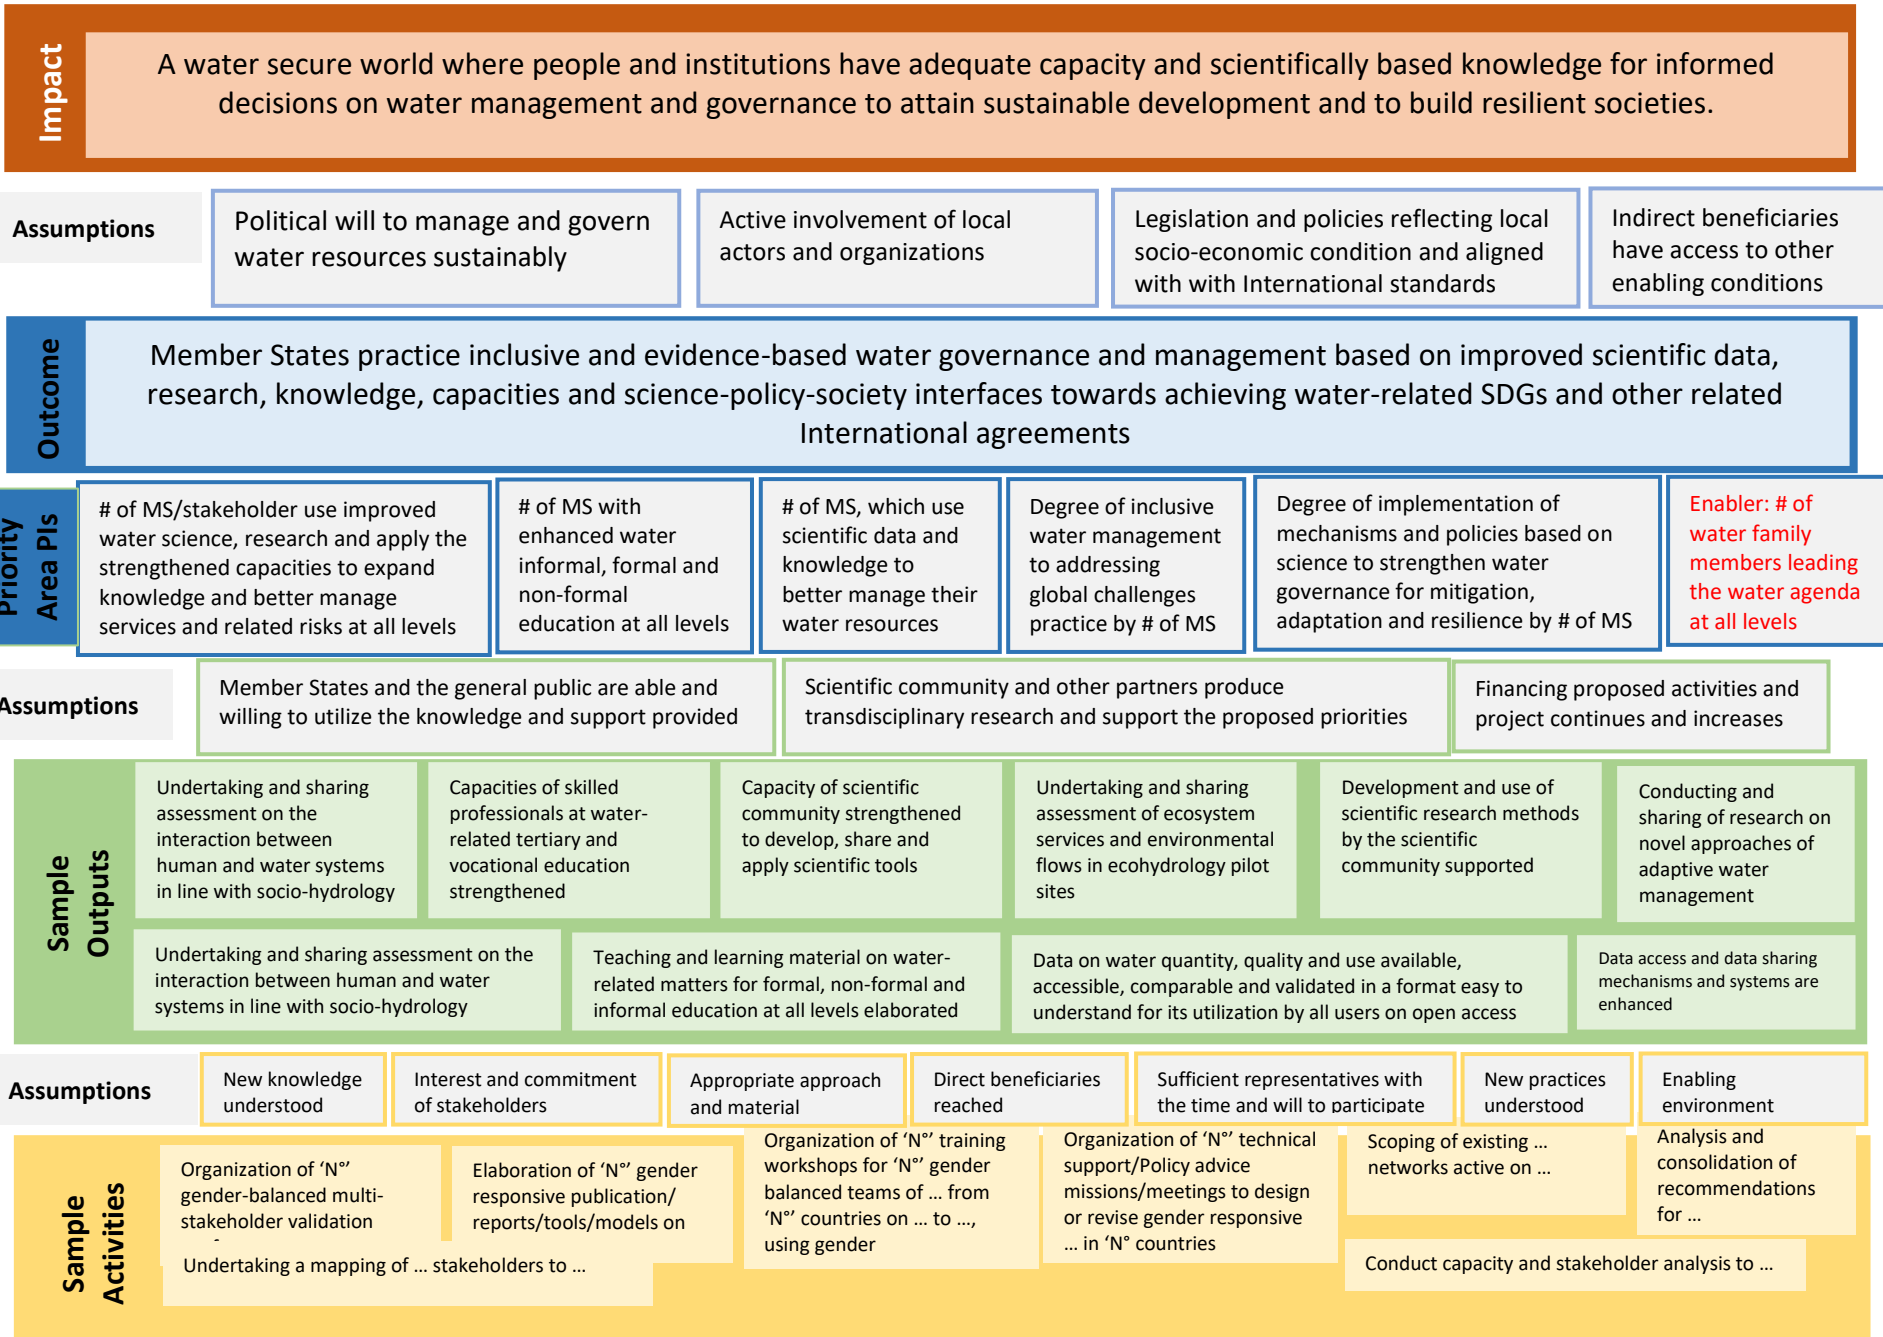 Impact
A water secure world where people and institutions have adequate capacity and scientifically based knowledge for informed
decisions on water management and governance to attain sustainable development and to build resilient societies.
Assumptions
Political will to manage and govern
water resources sustainably
Active involvement of local
actors and organizations
Legislation and policies reflecting local
socio-economic condition and aligned
with with International standards
Indirect beneficiaries
have access to other
enabling conditions
Outcome
Member States practice inclusive and evidence-based water governance and management based on improved scientific data,
research, knowledge, capacities and science-policy-society interfaces towards achieving water-related SDGs and other related
International agreements
Priority
Area PIs
# of MS/stakeholder use improved
water science, research and apply the
strengthened capacities to expand
knowledge and better manage
services and related risks at all levels
# of MS with
enhanced water
informal, formal and
non-formal
education at all levels
# of MS, which use
scientific data and
knowledge to
better manage their
water resources
Degree of inclusive
water management
to addressing
global challenges
practice by # of MS
Degree of implementation of
mechanisms and policies based on
science to strengthen water
governance for mitigation,
adaptation and resilience by # of MS
Enabler: # of
water family
members leading
the water agenda
at all levels
Assumptions
Member States and the general public are able and
willing to utilize the knowledge and support provided
Scientific community and other partners produce
transdisciplinary research and support the proposed priorities
Financing proposed activities and
project continues and increases
Sample
Outputs
Undertaking and sharing
assessment on the
interaction between
human and water systems
in line with socio-hydrology
Capacities of skilled
professionals at water-
related tertiary and
vocational education
strengthened
Capacity of scientific
community strengthened
to develop, share and
apply scientific tools
Undertaking and sharing
assessment of ecosystem
services and environmental
flows in ecohydrology pilot
sites
Development and use of
scientific research methods
by the scientific
community supported
Conducting and
sharing of research on
novel approaches of
adaptive water
management
Undertaking and sharing assessment on the
interaction between human and water
systems in line with socio-hydrology
Teaching and learning material on water-
related matters for formal, non-formal and
informal education at all levels elaborated
Data on water quantity, quality and use available,
accessible, comparable and validated in a format easy to
understand for its utilization by all users on open access
Data access and data sharing
mechanisms and systems are
enhanced
Assumptions
New knowledge
understood
Interest and commitment
of stakeholders
Appropriate approach
and material
Direct beneficiaries
reached
Sufficient representatives with
the time and will to participate
New practices
understood
Enabling
environment
Sample
Activities
Organization of ‘N°’
gender-balanced multi-
stakeholder validation
Elaboration of ‘N°’ gender
responsive publication/
reports/tools/models on
Organization of ‘N°’ training
workshops for ‘N°’ gender
balanced teams of … from
‘N°’ countries on … to …,
using gender
Organization of ‘N°’ technical
support/Policy advice
missions/meetings to design
or revise gender responsive
… in ‘N° countries
Scoping of existing …
networks active on …
Analysis and
consolidation of
recommendations
for …
Undertaking a mapping of … stakeholders to …
Conduct capacity and stakeholder analysis to …